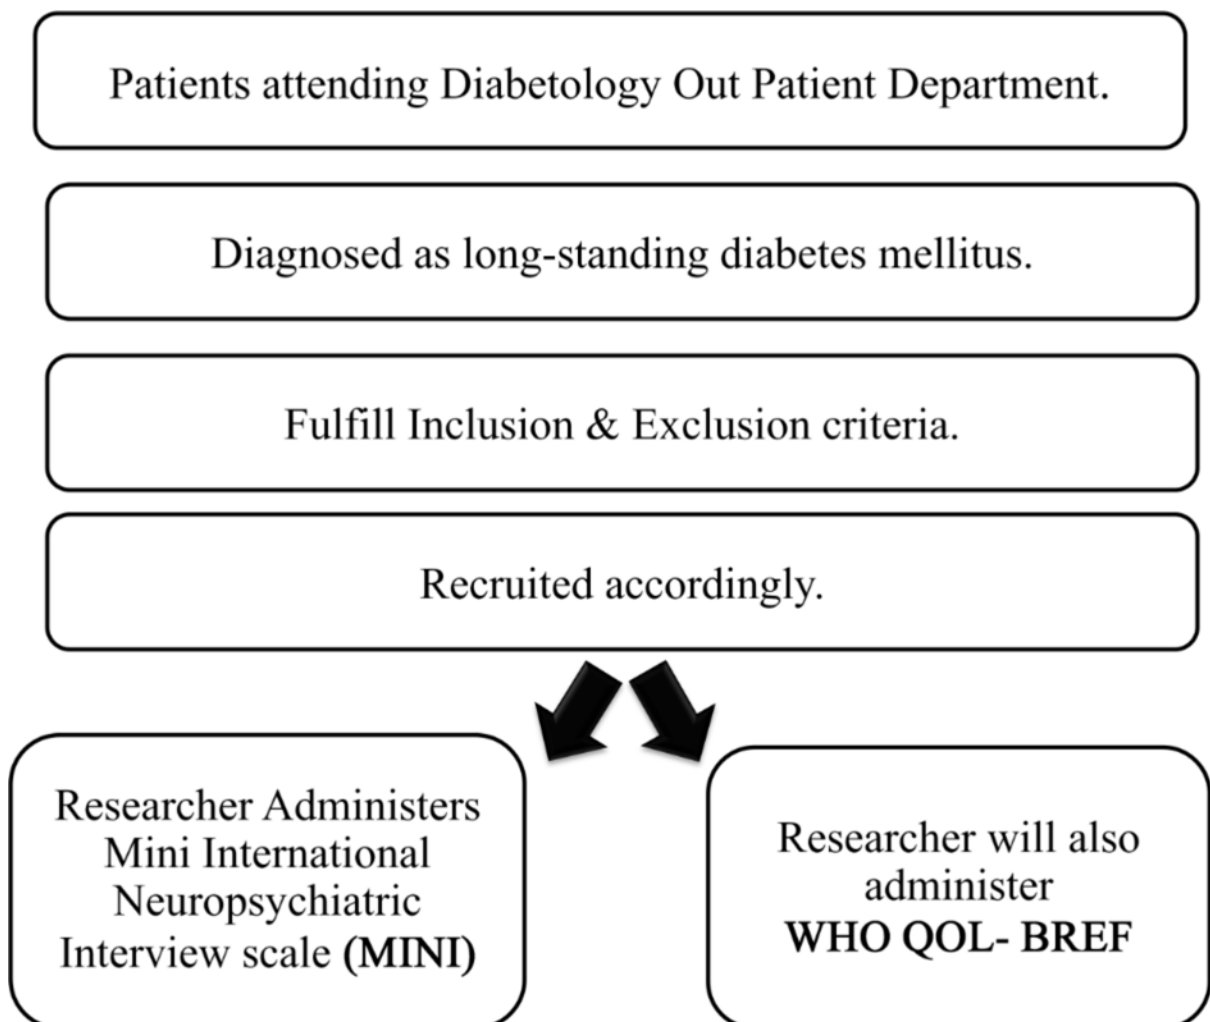 Patients attending Diabetology Out Patient Department.
Diagnosed as long-standing diabetes mellitus.
Fulfill Inclusion & Exclusion criteria.
Recruited accordingly.
Researcher Administers
Mini International
Neuropsychiatric
Interview scale (MINI)
Researcher will also
administer
WHO QOL- BREF